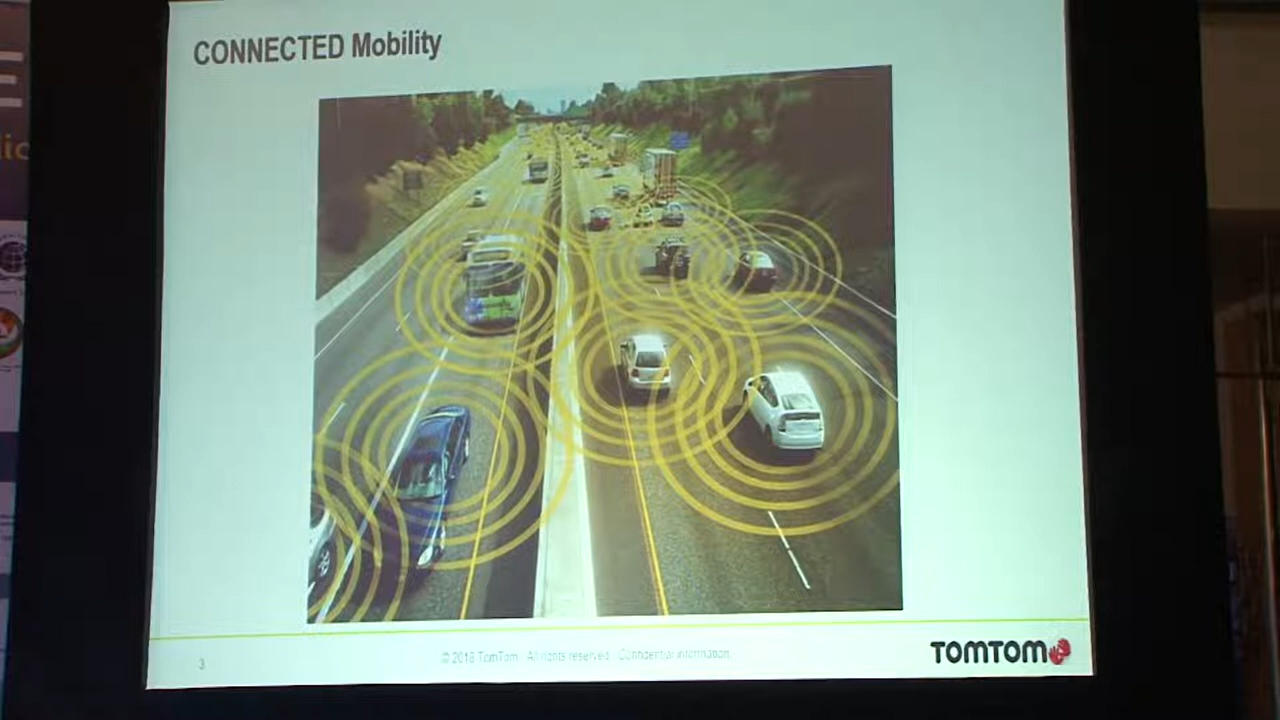 CONNECTED Mobility
3
© 2018 TomTom All rights reserved Confidential information
TOMTOM